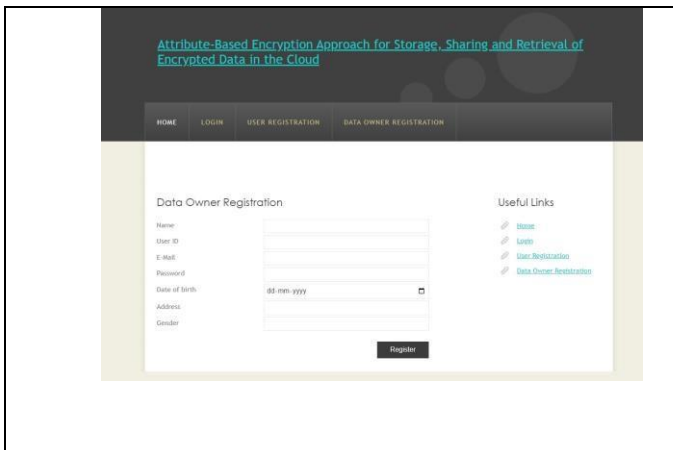 Attribute-Based Encryption Approach for Storage, Sharing and Retrieval of
Encrypted Data in the Cloud
HOME LOGIN USER REGISTRATION DATA OWNER REGISTRATION
Data Owner Registration
Name
User ID
E-Mail
Password
Date of birth dd-mm-yyyy
Address
Gender
Register
Useful Links
Home
Login
User Registration
Data Owner Registration